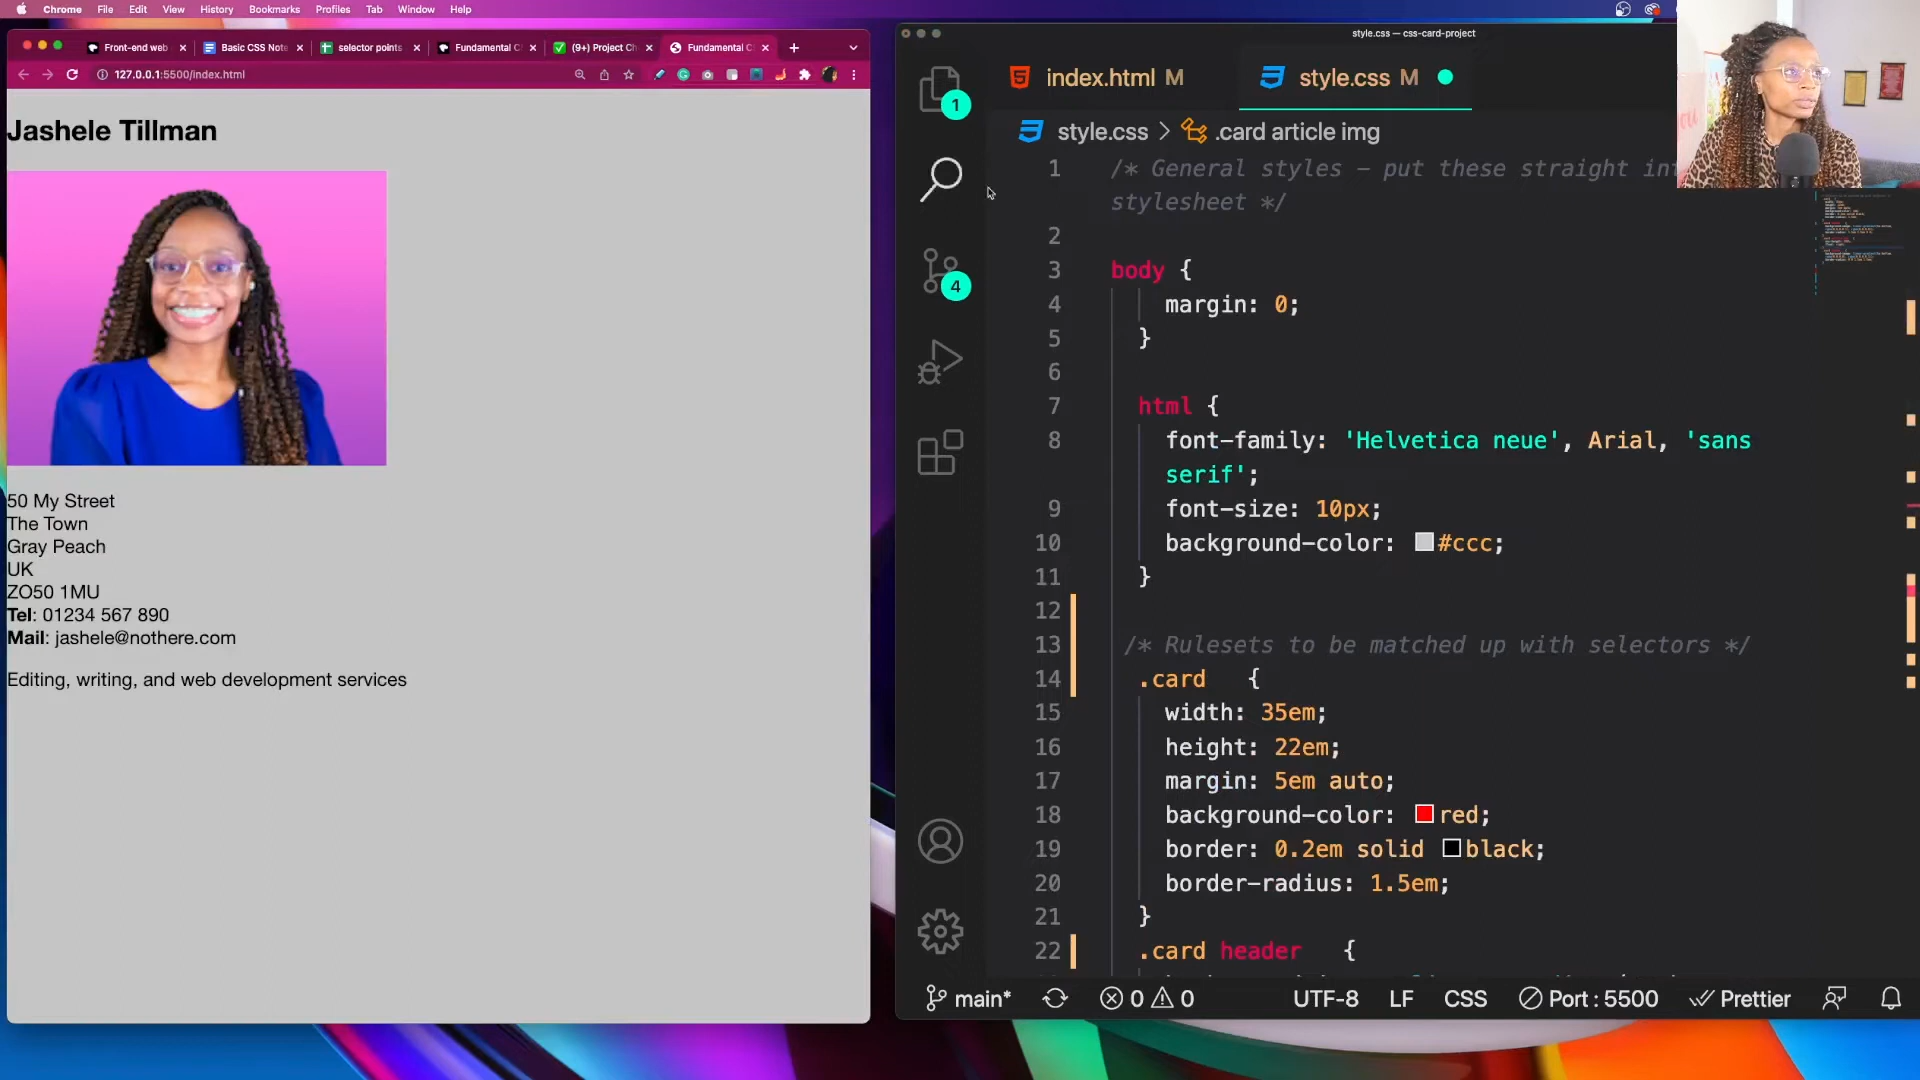 Chrome File Edit View History Bookmarks Profiles Tab Window Help
Front-end web
Basic CSS Note
selector points
Fundamental C
(9+) Project Ch
Fundamental C
127.0.0.1:5500/index.html
Jashele Tillman
50 My Street
The Town
Gray Peach
UK
ZO50 1MU
Tel: 01234 567 890
Mail: jashele@nothere.com
Editing, writing, and web development services
style.css — css-card-project
index.html M
style.css M
style.css > .card article img
1
4
1 /* General styles – put these straight in
stylesheet */
2
3 body {
4 margin: 0;
5 }
6
7 html {
8 font-family: 'Helvetica neue', Arial, 'sans
serif';
9 font-size: 10px;
10 background-color: #ccc;
11 }
12
13 /* Rulesets to be matched up with selectors */
14 .card {
15 width: 35em;
16 height: 22em;
17 margin: 5em auto;
18 background-color: red;
19 border: 0.2em solid black;
20 border-radius: 1.5em;
21 }
22 .card header {
main* 0 0 UTF-8 LF CSS Port : 5500 Prettier